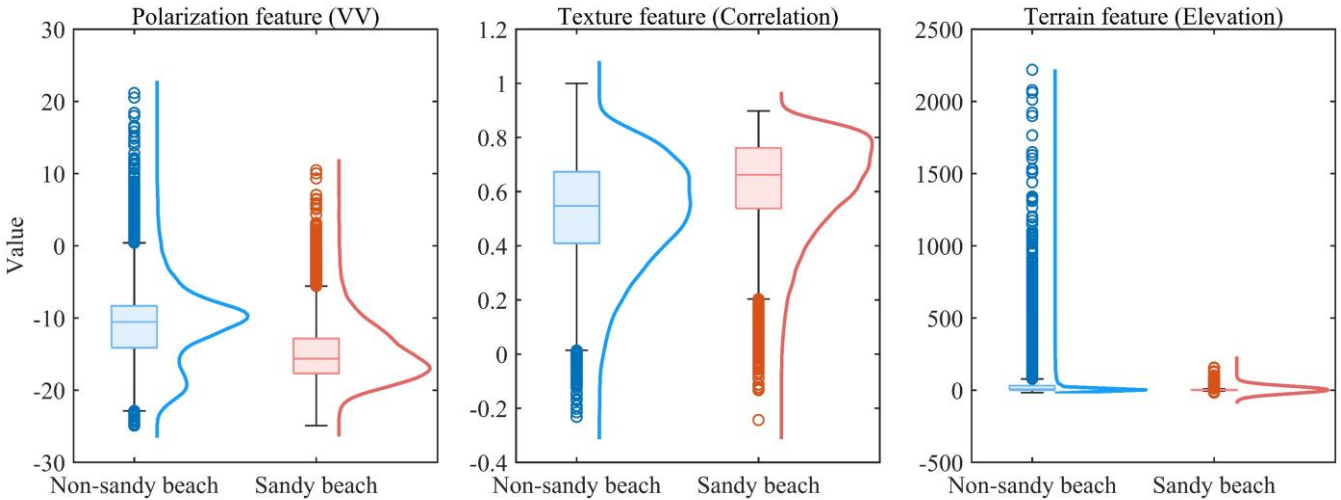 Polarization feature (VV)
30
20
10
0
-10
-20
-30
Value
Non-sandy beach
Sandy beach
Texture feature (Correlation)
1.2
1
0.8
0.6
0.4
0.2
0
-0.2
-0.4
Non-sandy beach
Sandy beach
Terrain feature (Elevation)
2500
2000
1500
1000
500
0
-500
Non-sandy beach
Sandy beach